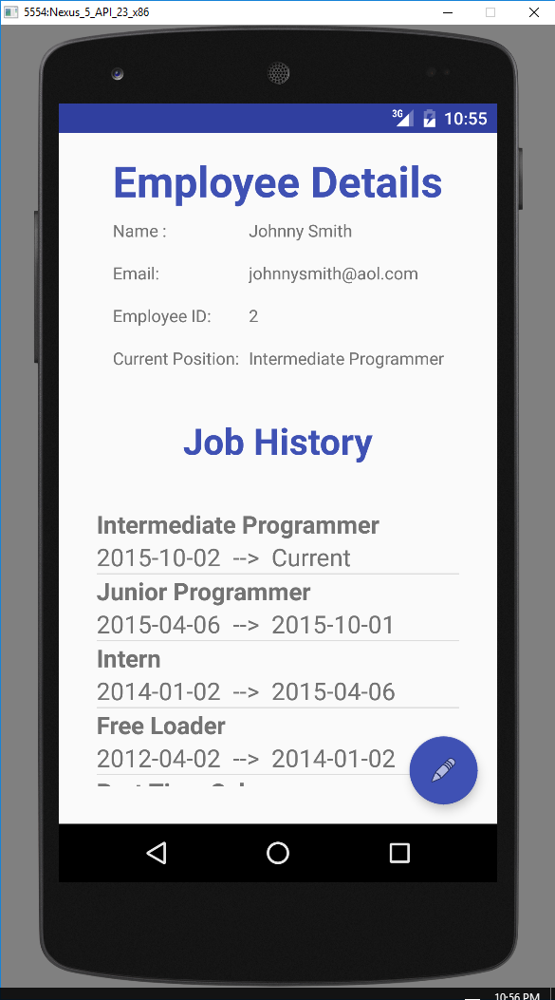 5554:Nexus_5_API_23_x86
3G 10:55
Employee Details
Name : Johnny Smith
Email: johnnysmith@aol.com
Employee ID: 2
Current Position: Intermediate Programmer
Job History
Intermediate Programmer
2015-10-02 --> Current
Junior Programmer
2015-04-06 --> 2015-10-01
Intern
2014-01-02 --> 2015-04-06
Free Loader
2012-04-02 --> 2014-01-02
10:56 PM